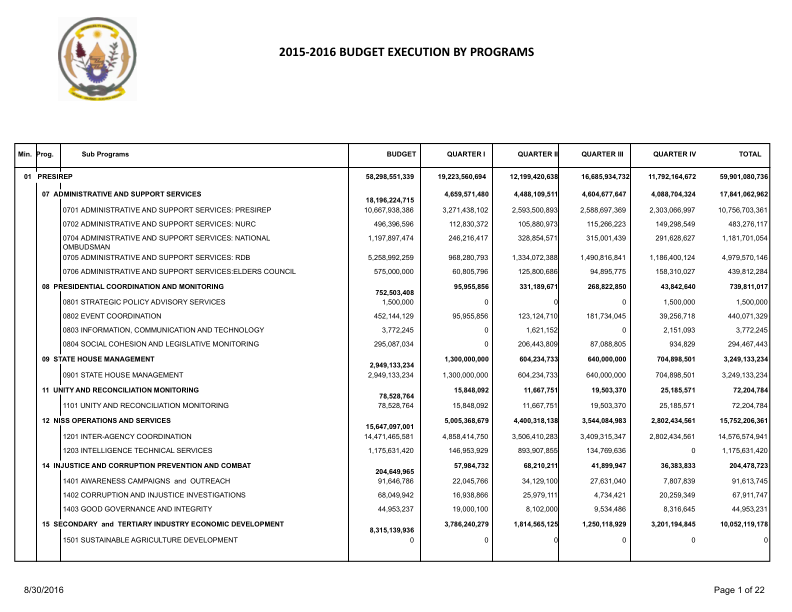 2015-2016 BUDGET EXECUTION BY PROGRAMS
Min. Prog. Sub Programs BUDGET QUARTER I QUARTER II QUARTER III QUARTER IV TOTAL
01 PRESIREP 58,298,551,339 19,223,560,694 12,199,420,638 16,685,934,732 11,792,164,672 59,901,080,736
07 ADMINISTRATIVE AND SUPPORT SERVICES 18,196,224,715 4,659,571,480 4,488,109,511 4,604,677,647 4,088,704,324 17,841,062,962
0701 ADMINISTRATIVE AND SUPPORT SERVICES: PRESIREP 10,667,938,386 3,271,438,102 2,593,500,893 2,588,697,369 2,303,066,997 10,756,703,361
0702 ADMINISTRATIVE AND SUPPORT SERVICES: NURC 496,396,596 112,830,372 105,880,973 115,266,223 149,298,549 483,276,117
0704 ADMINISTRATIVE AND SUPPORT SERVICES: NATIONAL 1,197,897,474 246,216,417 328,854,571 315,001,439 291,628,627 1,181,701,054
OMBUDSMAN
0705 ADMINISTRATIVE AND SUPPORT SERVICES: RDB 5,258,992,259 968,280,793 1,334,072,388 1,490,816,841 1,186,400,124 4,979,570,146
0706 ADMINISTRATIVE AND SUPPORT SERVICES:ELDERS COUNCIL 575,000,000 60,805,796 125,800,686 94,895,775 158,310,027 439,812,284
08 PRESIDENTIAL COORDINATION AND MONITORING 752,503,408 95,955,856 331,189,671 268,822,850 43,842,640 739,811,017
0801 STRATEGIC POLICY ADVISORY SERVICES 1,500,000 0 0 0 1,500,000 1,500,000
0802 EVENT COORDINATION 452,144,129 95,955,856 123,124,710 181,734,045 39,256,718 440,071,329
0803 INFORMATION, COMMUNICATION AND TECHNOLOGY 3,772,245 0 1,621,152 0 2,151,093 3,772,245
0804 SOCIAL COHESION AND LEGISLATIVE MONITORING 295,087,034 0 206,443,809 87,088,805 934,829 294,467,443
09 STATE HOUSE MANAGEMENT 2,949,133,234 1,300,000,000 604,234,733 640,000,000 704,898,501 3,249,133,234
0901 STATE HOUSE MANAGEMENT 2,949,133,234 1,300,000,000 604,234,733 640,000,000 704,898,501 3,249,133,234
11 UNITY AND RECONCILIATION MONITORING 78,528,764 15,848,092 11,667,751 19,503,370 25,185,571 72,204,784
1101 UNITY AND RECONCILIATION MONITORING 78,528,764 15,848,092 11,667,751 19,503,370 25,185,571 72,204,784
12 NISS OPERATIONS AND SERVICES 15,647,097,001 5,005,368,679 4,400,318,138 3,544,084,983 2,802,434,561 15,752,206,361
1201 INTER-AGENCY COORDINATION 14,471,465,581 4,858,414,750 3,506,410,283 3,409,315,347 2,802,434,561 14,576,574,941
1203 INTELLIGENCE TECHNICAL SERVICES 1,175,631,420 146,953,929 893,907,855 134,769,636 0 1,175,631,420
14 INJUSTICE AND CORRUPTION PREVENTION AND COMBAT 204,649,965 57,984,732 68,210,211 41,899,947 36,383,833 204,478,723
1401 AWARENESS CAMPAIGNS and OUTREACH 91,646,786 22,045,766 34,129,100 27,631,040 7,807,839 91,613,745
1402 CORRUPTION AND INJUSTICE INVESTIGATIONS 68,049,942 16,938,866 25,979,111 4,734,421 20,259,349 67,911,747
1403 GOOD GOVERNANCE AND INTEGRITY 44,953,237 19,000,100 8,102,000 9,534,486 8,316,645 44,953,231
15 SECONDARY and TERTIARY INDUSTRY ECONOMIC DEVELOPMENT 8,315,139,936 3,786,240,279 1,814,565,125 1,250,118,929 3,201,194,845 10,052,119,178
1501 SUSTAINABLE AGRICULTURE DEVELOPMENT 0 0 0 0 0 0
8/30/2016 Page 1 of 22